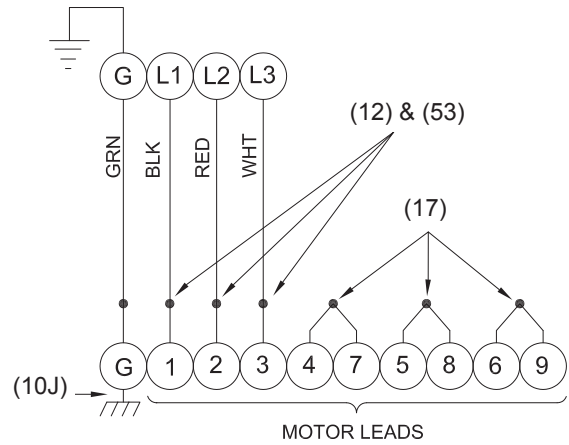 G L1 L2 L3
(12) & (53)
GRN
BLK
RED
WHT
(17)
G 1 2 3 4 7 5 8 6 9
(10J)
MOTOR LEADS